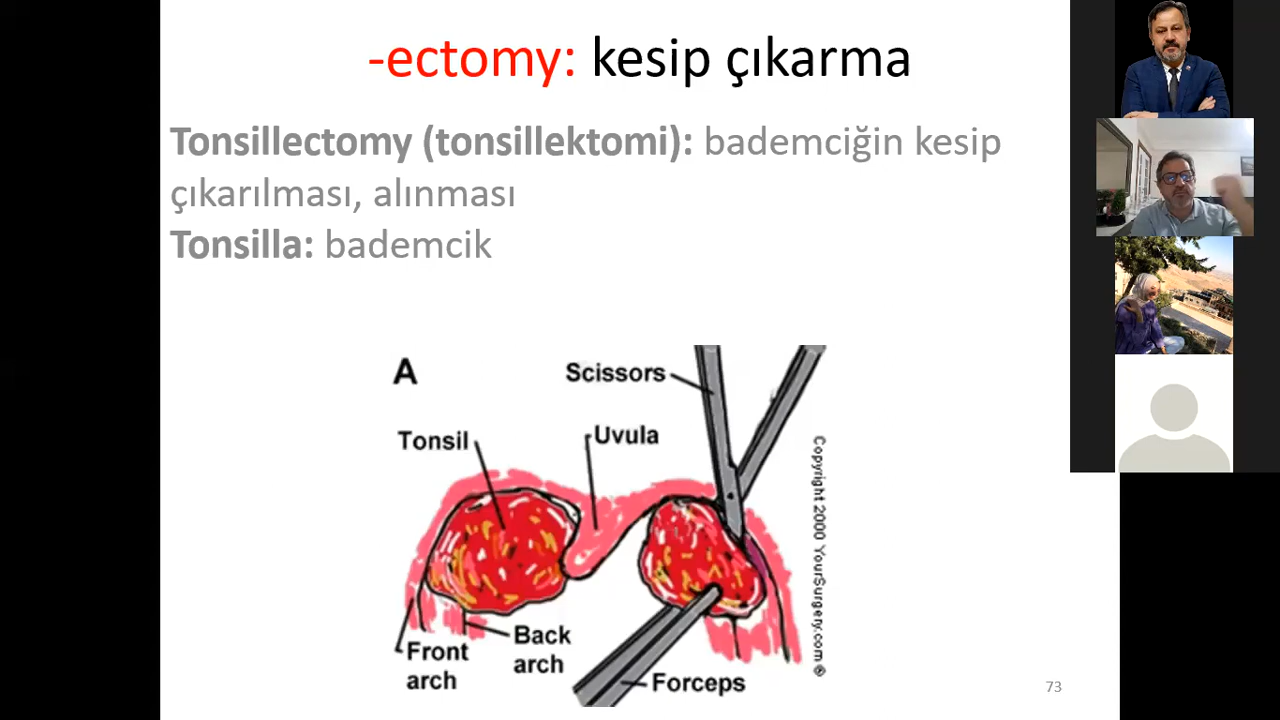 -ectomy: kesip çıkarma
Tonsillectomy (tonsillektomi): bademciğin kesip
çıkarılması, alınması
Tonsilla: bademcik
A
Scissors
Tonsil
Uvula
Copyright 2000 YourSurgery.com ®
Back
arch
Front
arch
Forceps
73